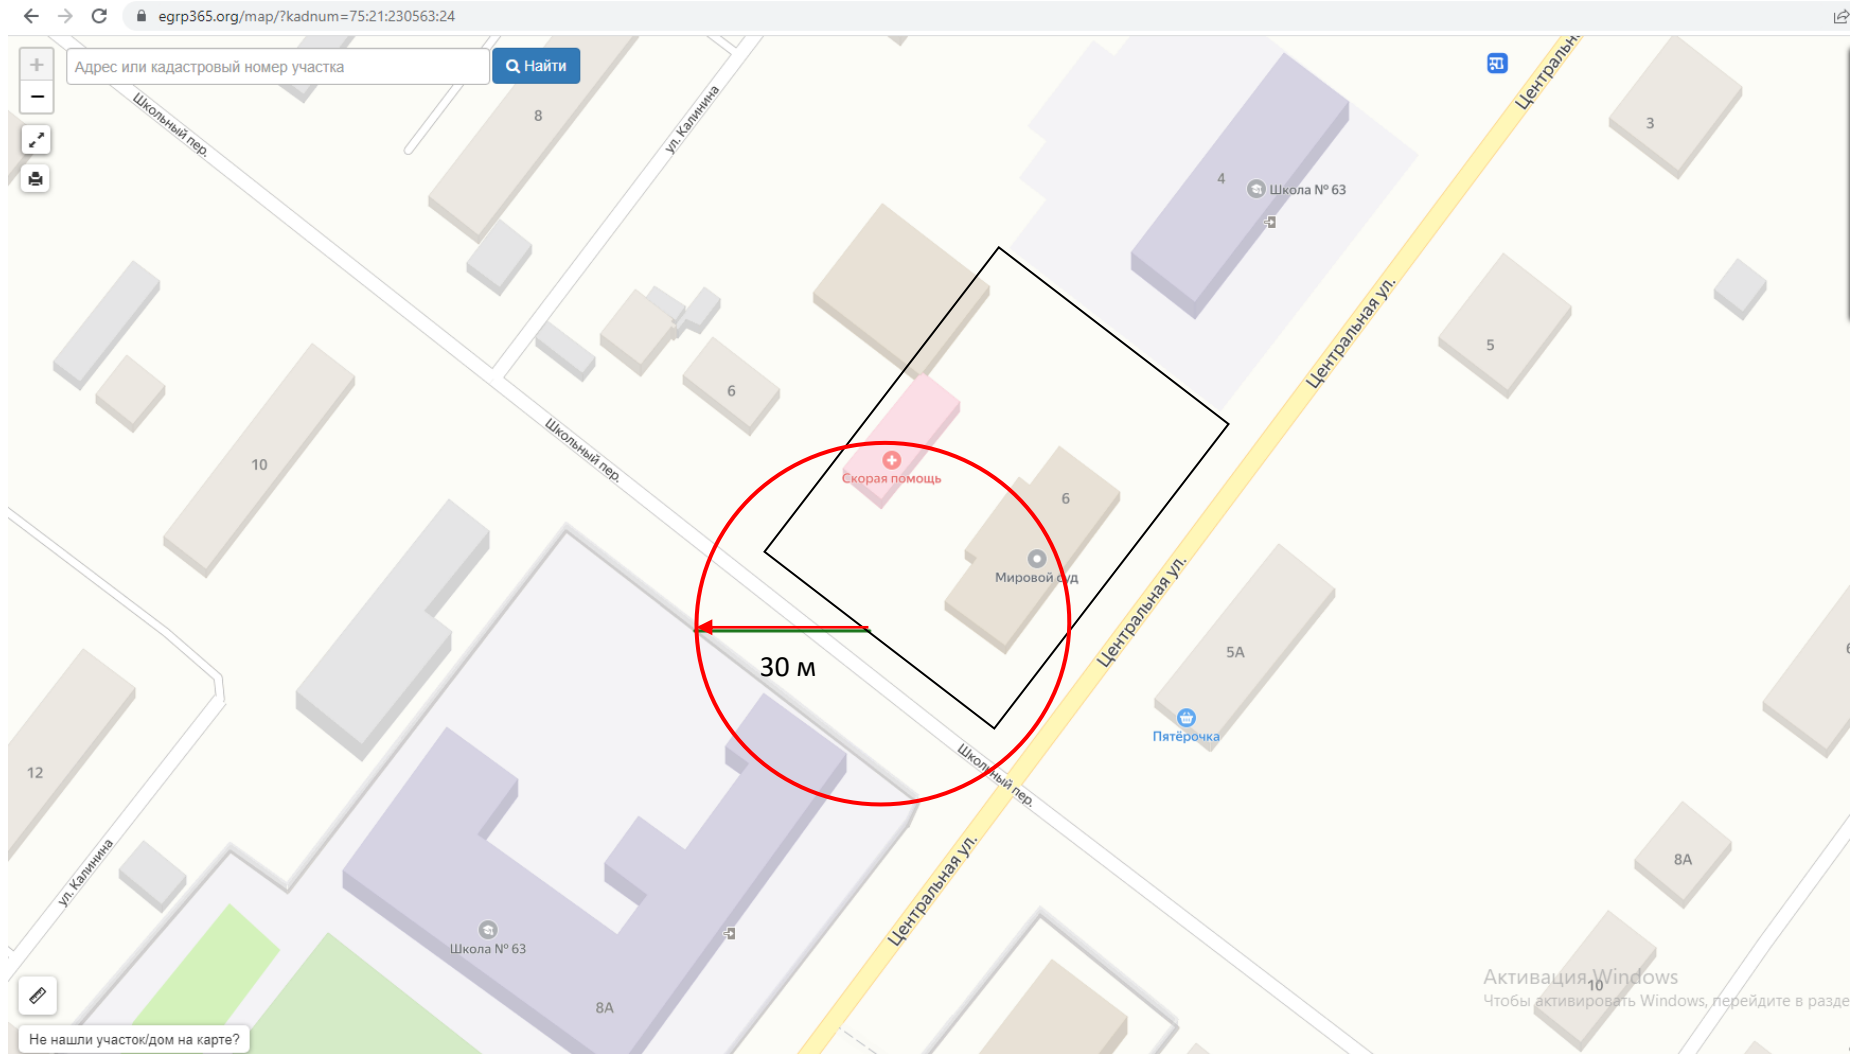 egrp365.org/map/?kadnum=75:21:230563:24
+
Адрес или кадастровый номер участка
Найти
−
Школьный пер.
8
ул. Калинина
Центральн
3
4
Школа № 63
Центральная ул.
5
6
Школьный пер.
10
Скорая помощь
6
Мировой суд
Центральная ул.
5А
30 м
Пятёрочка
12
Школьный пер.
ул. Калинина
Центральная ул.
8А
Школа № 63
8А
10
Активация Windows
Чтобы активировать Windows, перейдите в разде
Не нашли участок/дом на карте?